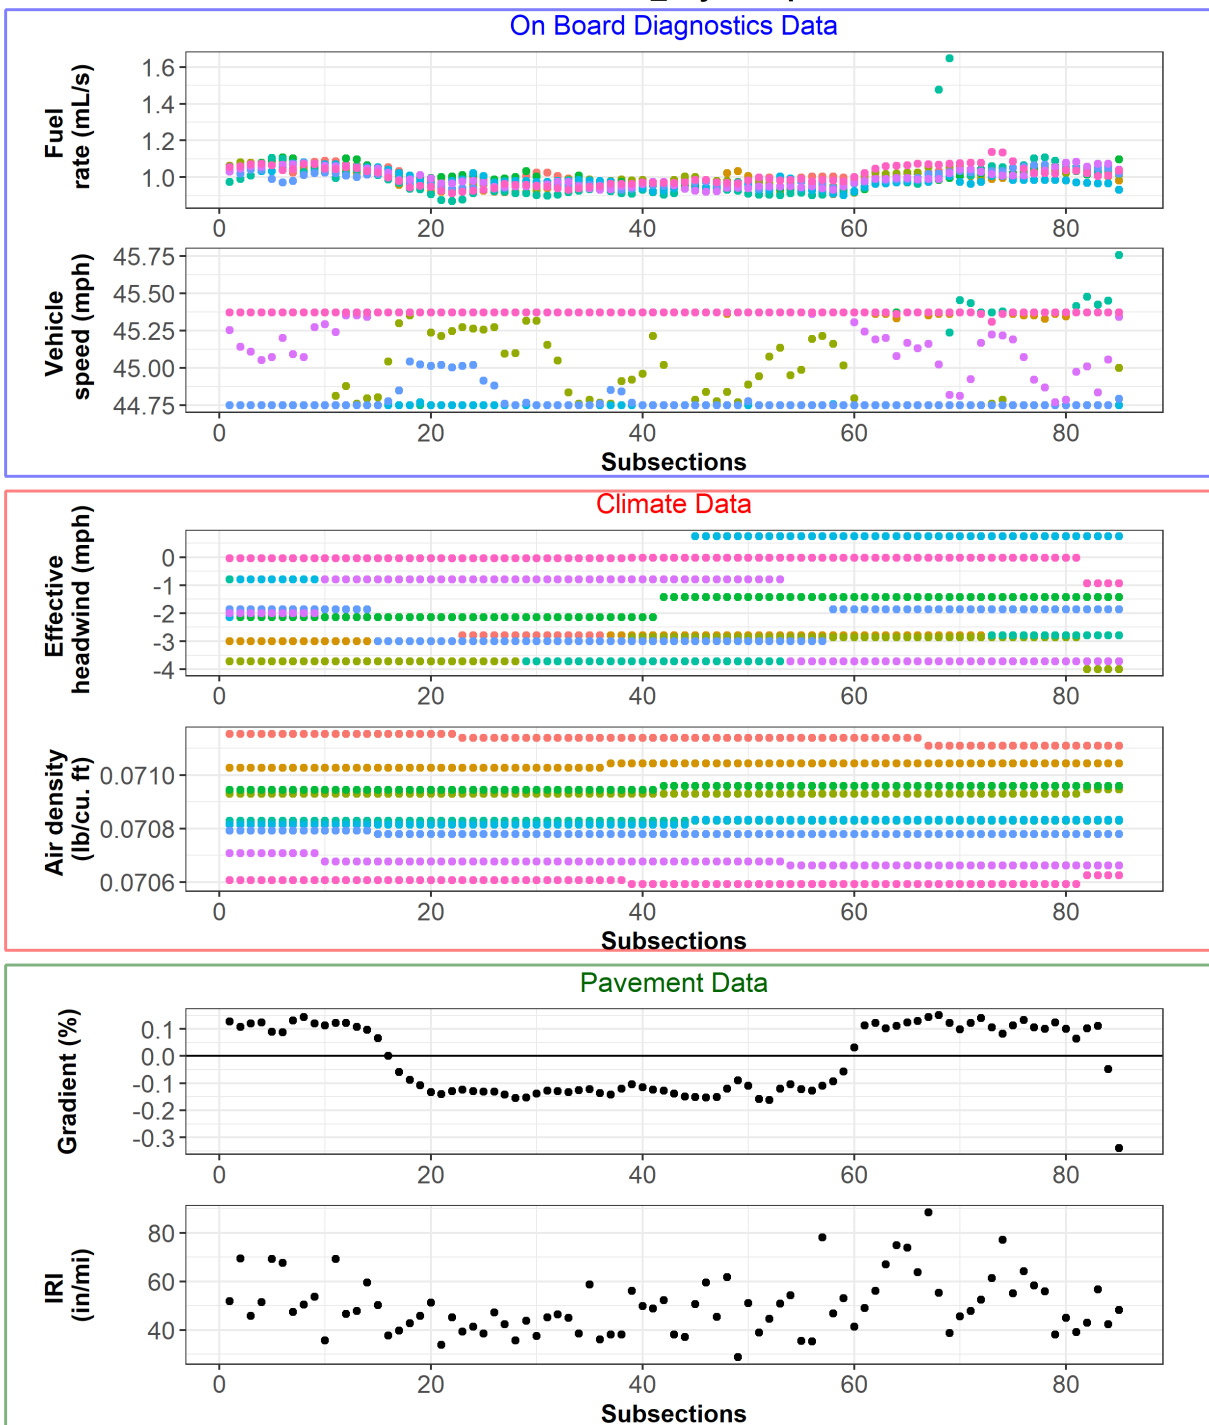 On Board Diagnostics Data
Fuel
rate (mL/s)
1.6
1.4
1.2
1.0
0 20 40 60 80
Vehicle
speed (mph)
45.75
45.50
45.25
45.00
44.75
0 20 40 60 80
Subsections
Climate Data
Effective
headwind (mph)
0
-1
-2
-3
-4
0 20 40 60 80
Air density
(lb/cu. ft)
0.0710
0.0708
0.0706
0 20 40 60 80
Subsections
Pavement Data
Gradient (%)
0.1
0.0
-0.1
-0.2
-0.3
0 20 40 60 80
IRI
(in/mi)
80
60
40
0 20 40 60 80
Subsections